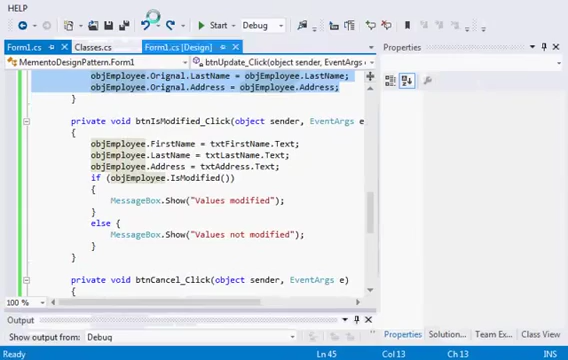 HELP
Start
Debug
Form1.cs
Classes.cs
Form1.cs [Design]
MementoDesignPattern.Form1
btnUpdate_Click(object sender, EventArgs
objEmployee.Orignal.LastName = objEmployee.LastName;
objEmployee.Orignal.Address = objEmployee.Address;
}
private void btnIsModified_Click(object sender, EventArgs e
{
objEmployee.FirstName = txtFirstName.Text;
objEmployee.LastName = txtLastName.Text;
objEmployee.Address = txtAddress.Text;
if (objEmployee.IsModified())
{
MessageBox.Show("Values modified");
}
else {
MessageBox.Show("Values not modified");
}
}
private void btnCancel_Click(object sender, EventArgs e)
{
100 %
Output
Show output from:
Debug
Properties
Properties
Solution...
Team Ex...
Class View
Ready
Ln 45
Col 13
Ch 13
INS